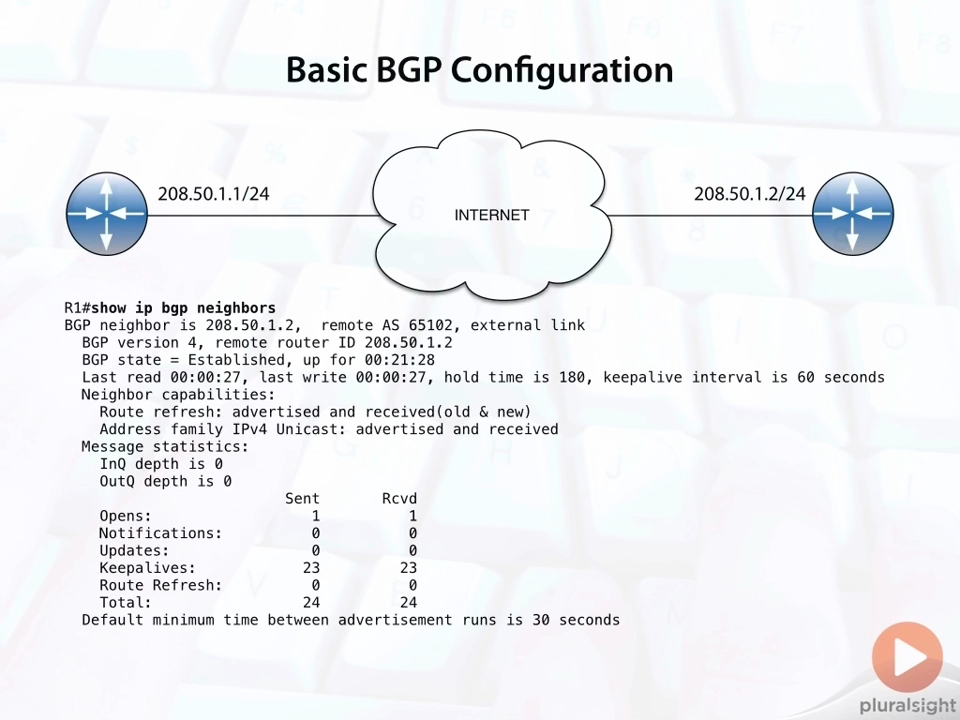 Basic BGP Configuration
208.50.1.1/24
INTERNET
208.50.1.2/24
R1#show ip bgp neighbors
BGP neighbor is 208.50.1.2,  remote AS 65102, external link
  BGP version 4, remote router ID 208.50.1.2
  BGP state = Established, up for 00:21:28
  Last read 00:00:27, last write 00:00:27, hold time is 180, keepalive interval is 60 seconds
  Neighbor capabilities:
    Route refresh: advertised and received(old & new)
    Address family IPv4 Unicast: advertised and received
  Message statistics:
    InQ depth is 0
    OutQ depth is 0
                         Sent       Rcvd
    Opens:                  1          1
    Notifications:          0          0
    Updates:                0          0
    Keepalives:            23         23
    Route Refresh:          0          0
    Total:                 24         24
  Default minimum time between advertisement runs is 30 seconds
pluralsight